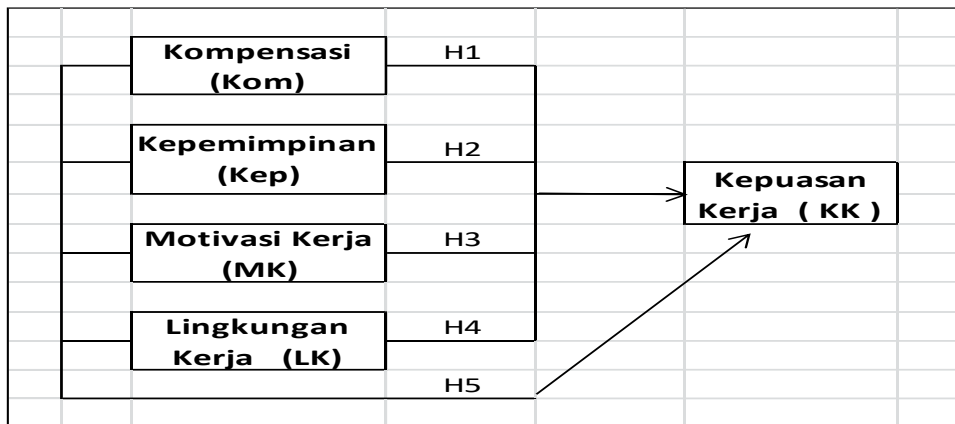 Kompensasi
(Kom)
H1
Kepemimpinan
(Kep)
H2
Motivasi Kerja
(MK)
H3
Lingkungan
Kerja (LK)
H4
H5
Kepuasan
Kerja ( KK )